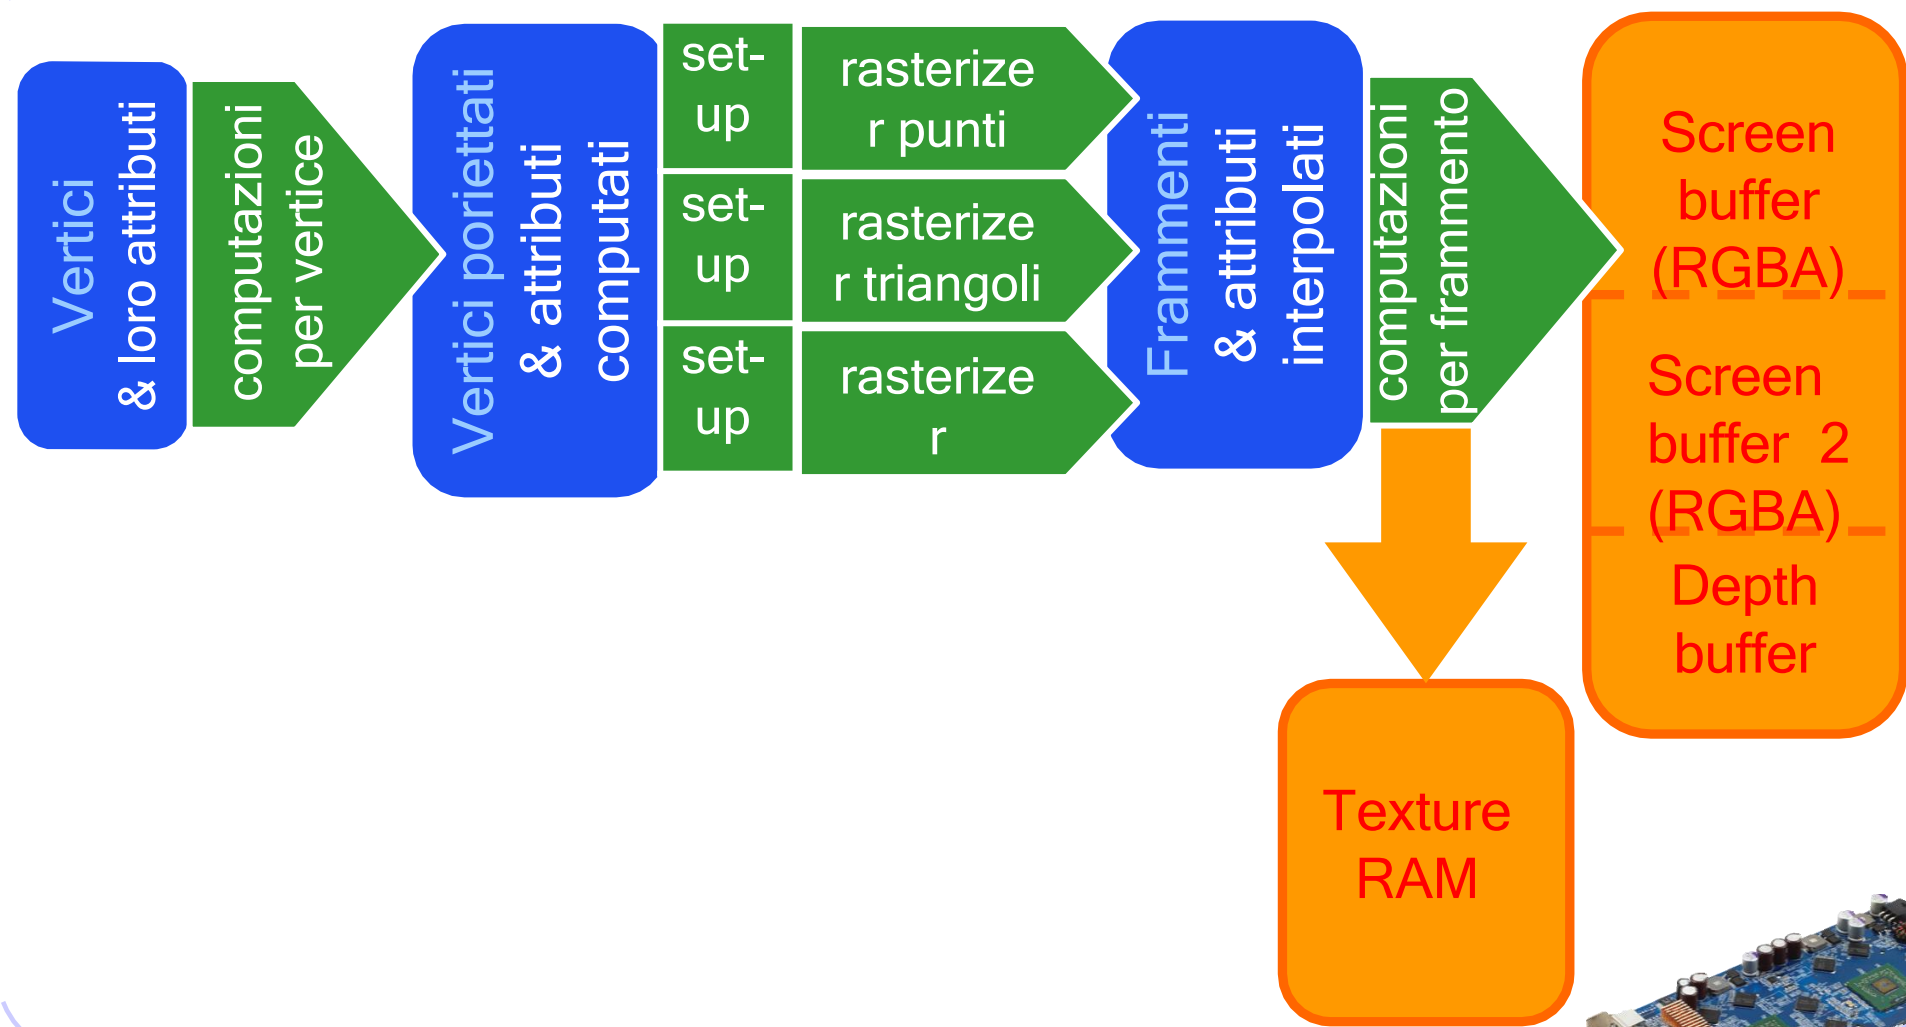 Vertici
& loro attributi
computazioni
per vertice
Vertici poriettati
& attributi
computati
set-
up
rasterize
r punti
set-
up
rasterize
r triangoli
set-
up
rasterize
r
Frammenti
& attributi
interpolati
computazioni
per frammento
Screen
buffer
(RGBA)
Screen
buffer 2
(RGBA)
Depth
buffer
Texture
RAM